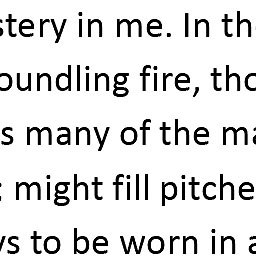 stery in me. In th
oundling fire, tho
s many of the ma
; might fill pitche
ys to be worn in a